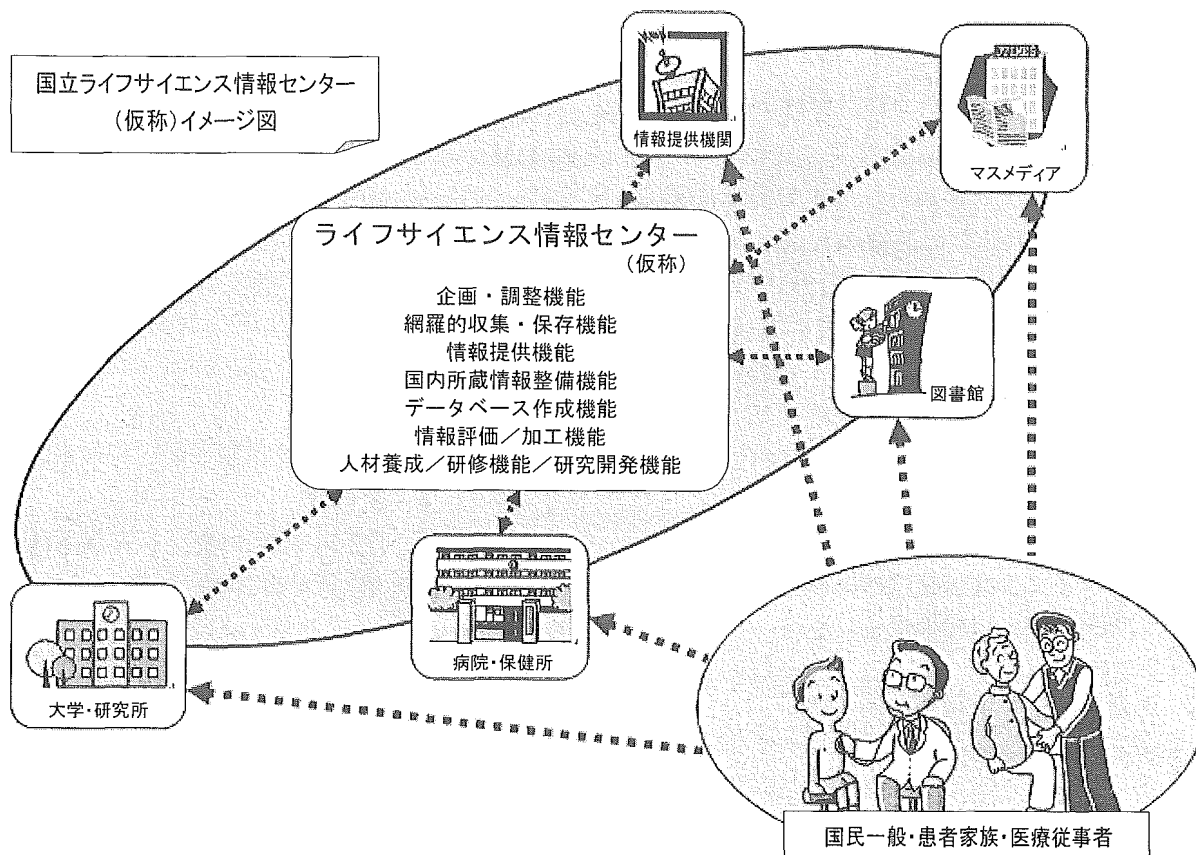 国立ライフサイエンス情報センター
(仮称)イメージ図
情報提供機関
マスメディア
ライフサイエンス情報センター
(仮称)
企画・調整機能
網羅的収集・保存機能
情報提供機能
国内所蔵情報整備機能
データベース作成機能
情報評価/加工機能
人材養成/研修機能/研究開発機能
図書館
病院・保健所
大学・研究所
国民一般・患者家族・医療従事者